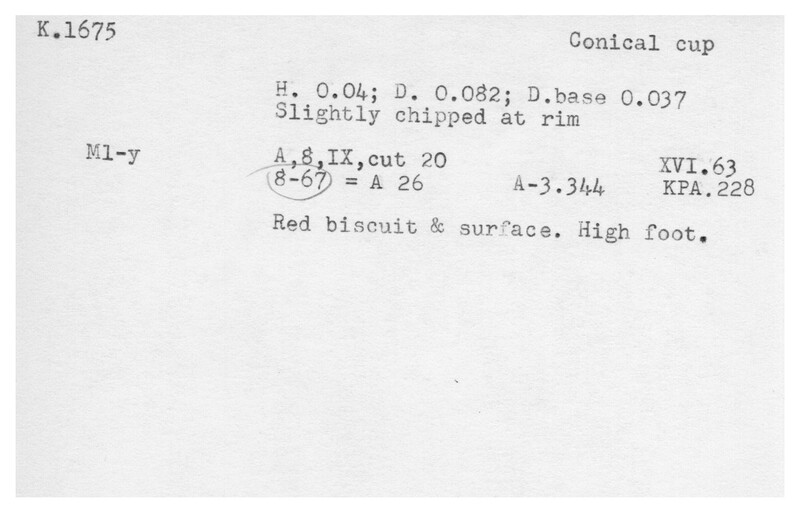 K.1675
Conical cup
H. 0.04; D. 0.082; D.base 0.037
Slightly chipped at rim
M1-y
A,8,IX,cut 20
XVI.63
8-67 = A 26
A-3.344
KPA.228
Red biscuit & surface. High foot.